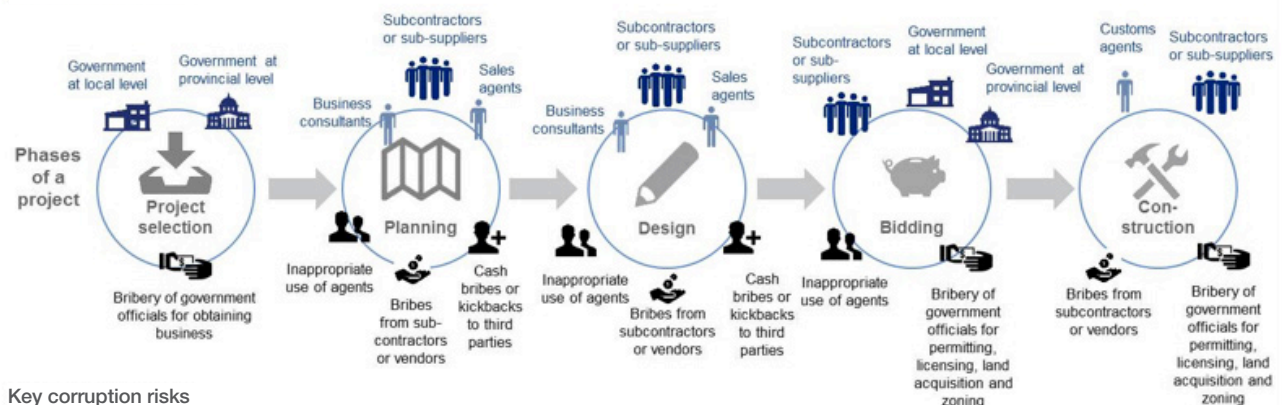 Phases
of a
project
Government
at local level
Government at
provincial level
Project
selection
Bribery of government
officials for obtaining
business
Subcontractors
or sub-suppliers
Business
consultants
Sales
agents
Planning
Inappropriate
use of agents
Bribes
from sub-
contractors
or vendors
Cash
bribes or
kickbacks
to third
parties
Subcontractors
or sub-suppliers
Business
consultants
Sales
agents
Design
Inappropriate
use of agents
Bribes from
subcontractors
or vendors
Cash
bribes or
kickbacks
to third
parties
Subcontractors
or sub-
suppliers
Government
at local level
Government at
provincial level
Bidding
Inappropriate
use of agents
Bribery of
government
officials for
permitting,
licensing, land
acquisition and
zoning
Customs
agents
Subcontractors
or sub-suppliers
Con-
struction
Bribes from
subcontractors
or vendors
Bribery of
government
officials for
permitting,
licensing, land
acquisition and
zoning
Key corruption risks